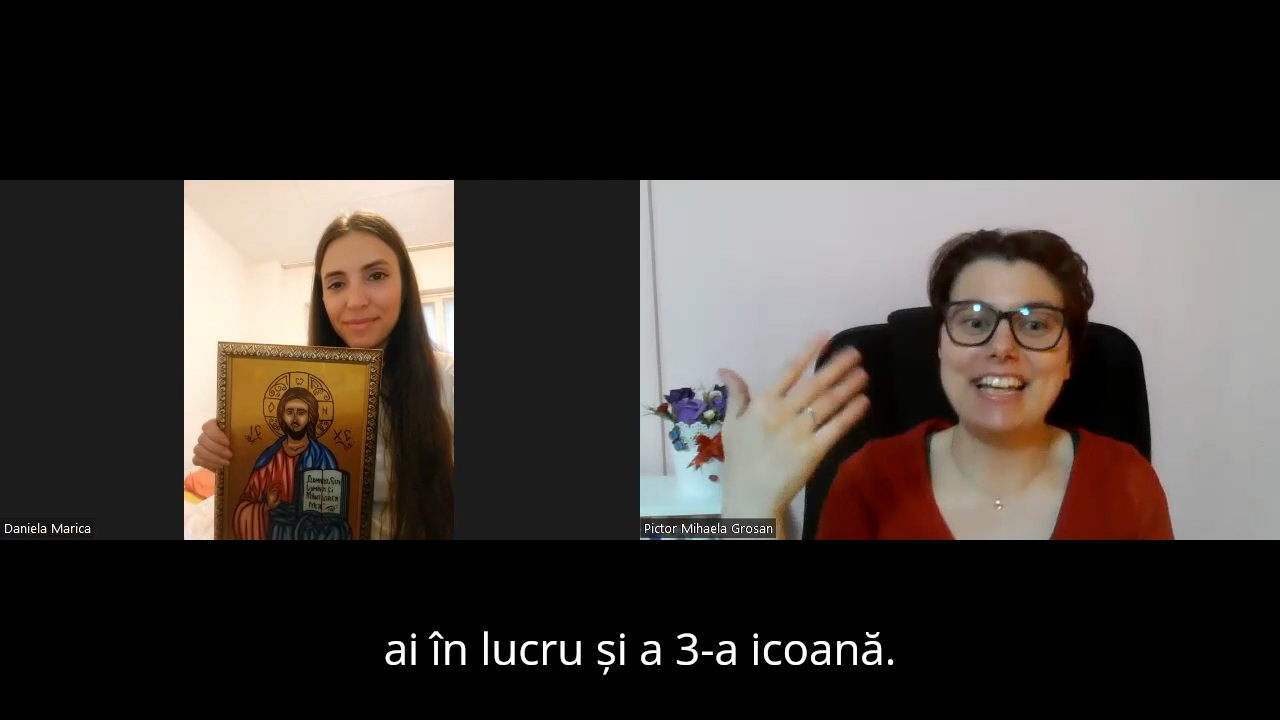 Daniela Marica
Pictor Mihaela Grosan
ai în lucru și a 3-a icoană.